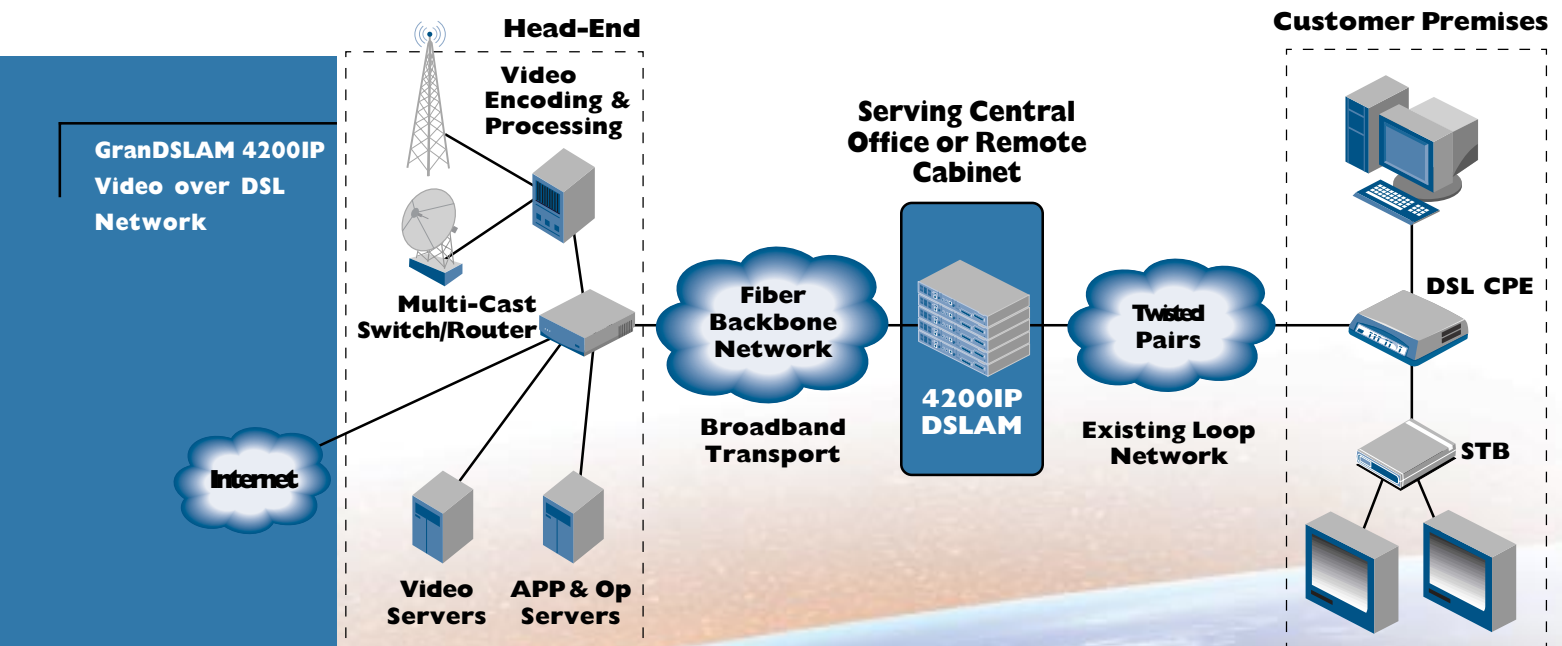 GranDSLAM 4200IP
Video over DSL
Network
Head-End
Video
Encoding &
Processing
Multi-Cast
Switch/Router
Internet
Video
Servers
APP & Op
Servers
Fiber
Backbone
Network
Broadband
Transport
Serving Central
Office or Remote
Cabinet
4200IP
DSLAM
Twisted
Pairs
Existing Loop
Network
Customer Premises
DSL CPE
STB